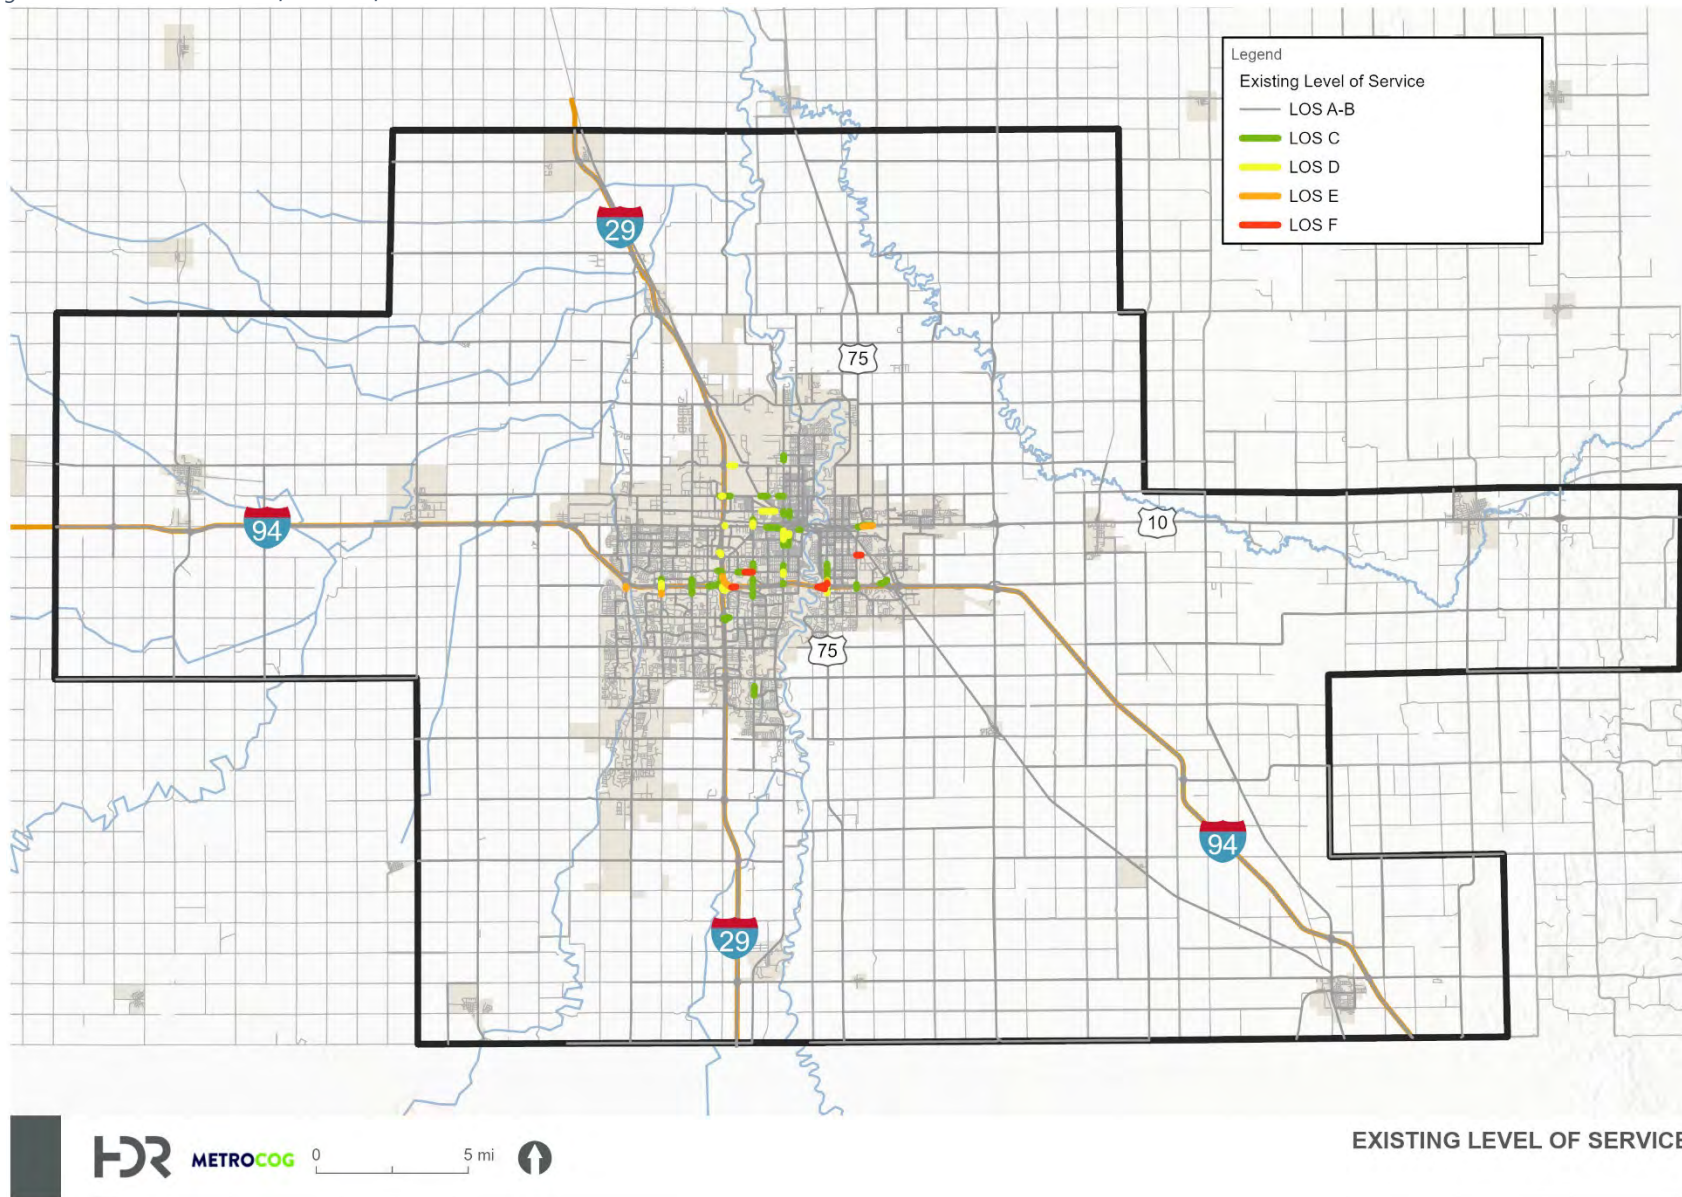 Legend
Existing Level of Service
LOS A-B
LOS C
LOS D
LOS E
LOS F
29
75
94
10
75
94
29
HDR METROCOG 0 5 mi
EXISTING LEVEL OF SERVICE